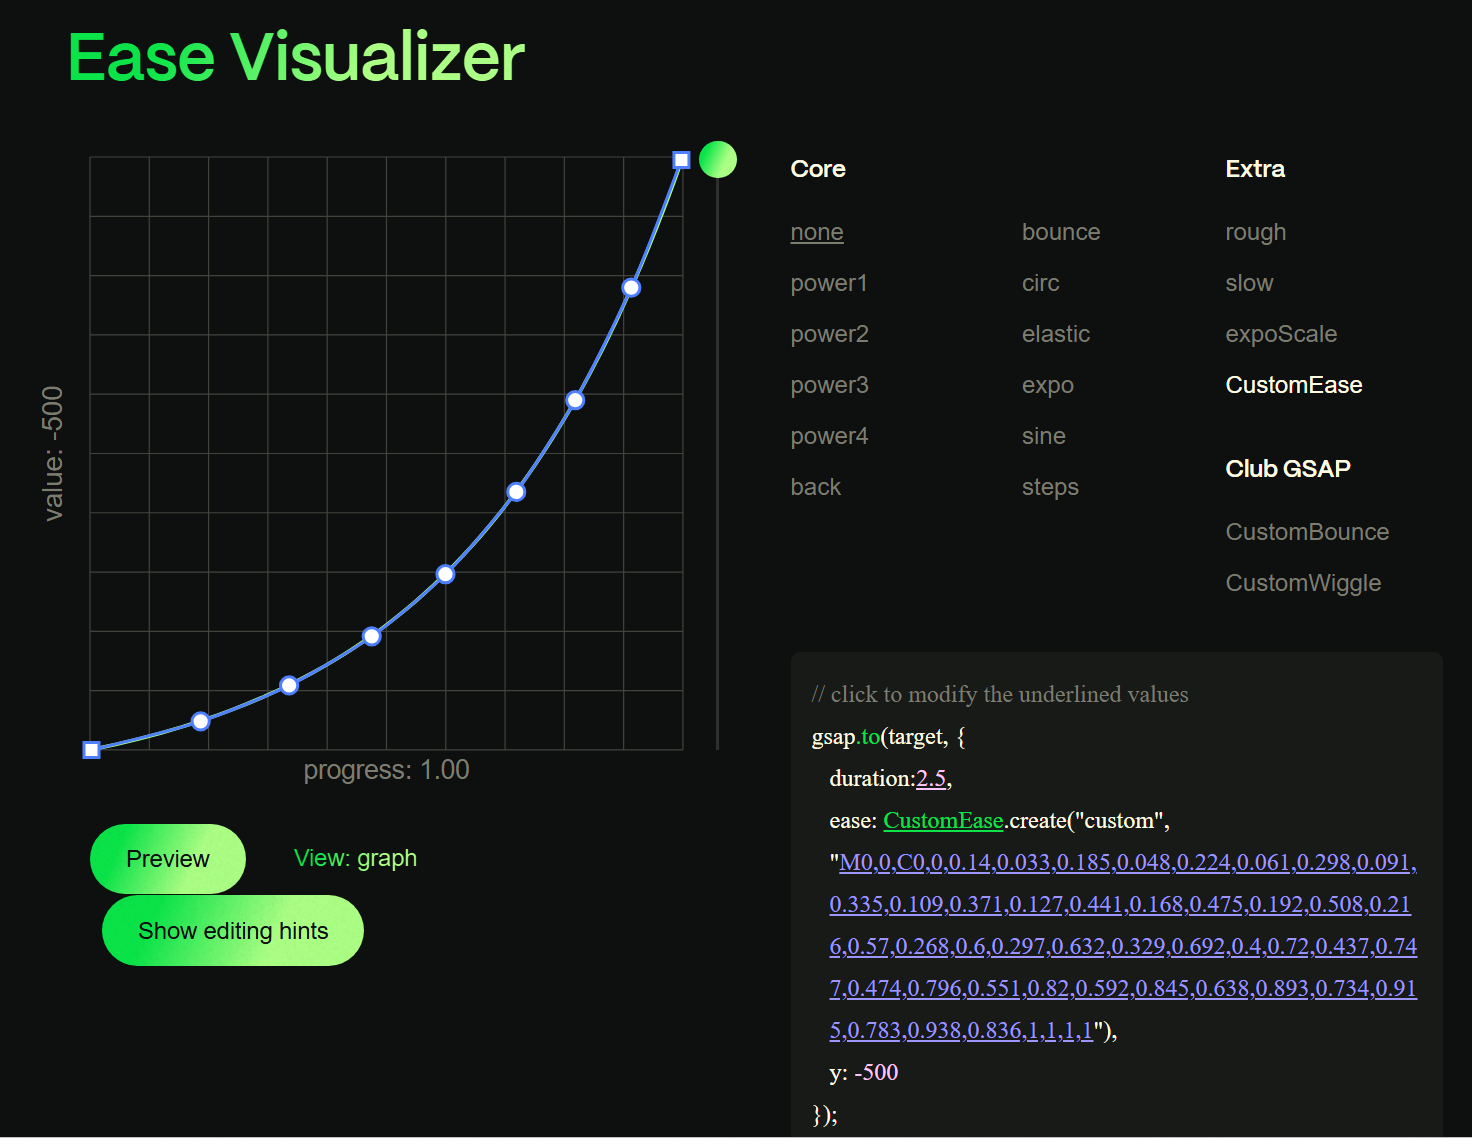 Ease Visualizer
value: -500
progress: 1.00
Preview
View: graph
Show editing hints
Core
none
power1
power2
power3
power4
back
bounce
circ
elastic
expo
sine
steps
Extra
rough
slow
expoScale
CustomEase
Club GSAP
CustomBounce
CustomWiggle
// click to modify the underlined values
gsap.to(target, {
duration:2.5,
ease: CustomEase.create("custom",
"M0,0,C0,0,0.14,0.033,0.185,0.048,0.224,0.061,0.298,0.091,
0.335,0.109,0.371,0.127,0.441,0.168,0.475,0.192,0.508,0.21
6,0.57,0.268,0.6,0.297,0.632,0.329,0.692,0.4,0.72,0.437,0.74
7,0.474,0.796,0.551,0.82,0.592,0.845,0.638,0.893,0.734,0.91
5,0.783,0.938,0.836,1,1,1,1"),
y: -500
});